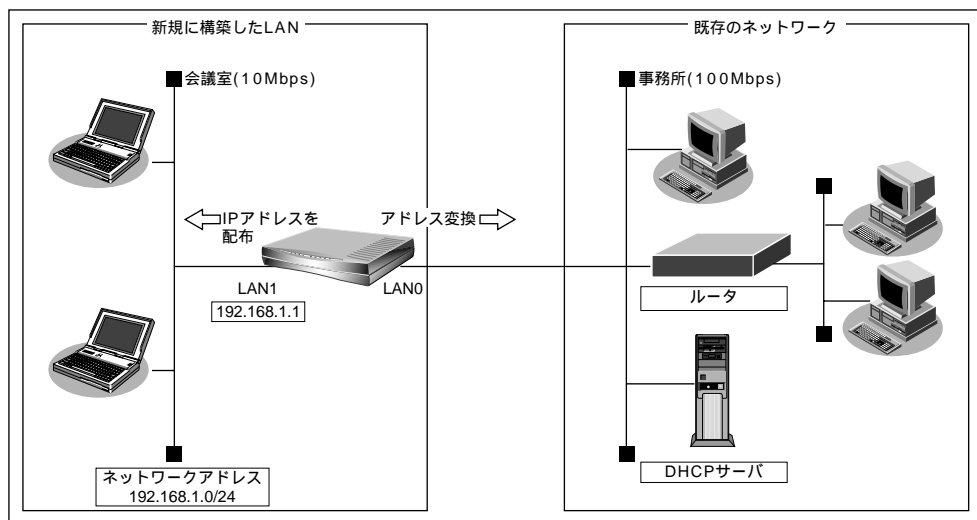 新規に構築したLAN
既存のネットワーク
会議室(10Mbps)
事務所(100Mbps)
IPアドレスを
配布
アドレス変換
LAN1
LAN0
192.168.1.1
ルータ
ネットワークアドレス
192.168.1.0/24
DHCPサーバ